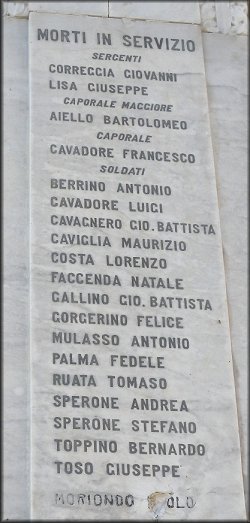 MORTI IN SERVIZIO
SERGENTI
CORREGGIA GIOVANNI
LISA GIUSEPPE
CAPORALE MAGGIORE
AIELLO BARTOLOMEO
CAPORALE
CAVADORE FRANCESCO
SOLDATI
BERRINO ANTONIO
CAVADORE LUIGI
CAVAGNERO GIO. BATTISTA
CAVIGLIA MAURIZIO
COSTA LORENZO
FACCENDA NATALE
GALLINO GIO. BATTISTA
GORGERINO FELICE
MULASSO ANTONIO
PALMA FEDELE
RUATA TOMASO
SPERONE ANDREA
SPERONE STEFANO
TOPPINO BERNARDO
TOSO GIUSEPPE
MORIONDO